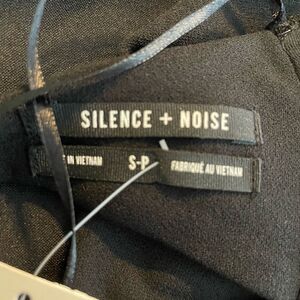 SILENCE + NOISE
IN VIETNAM S-P FABRIQUÉ AU VIETNAM